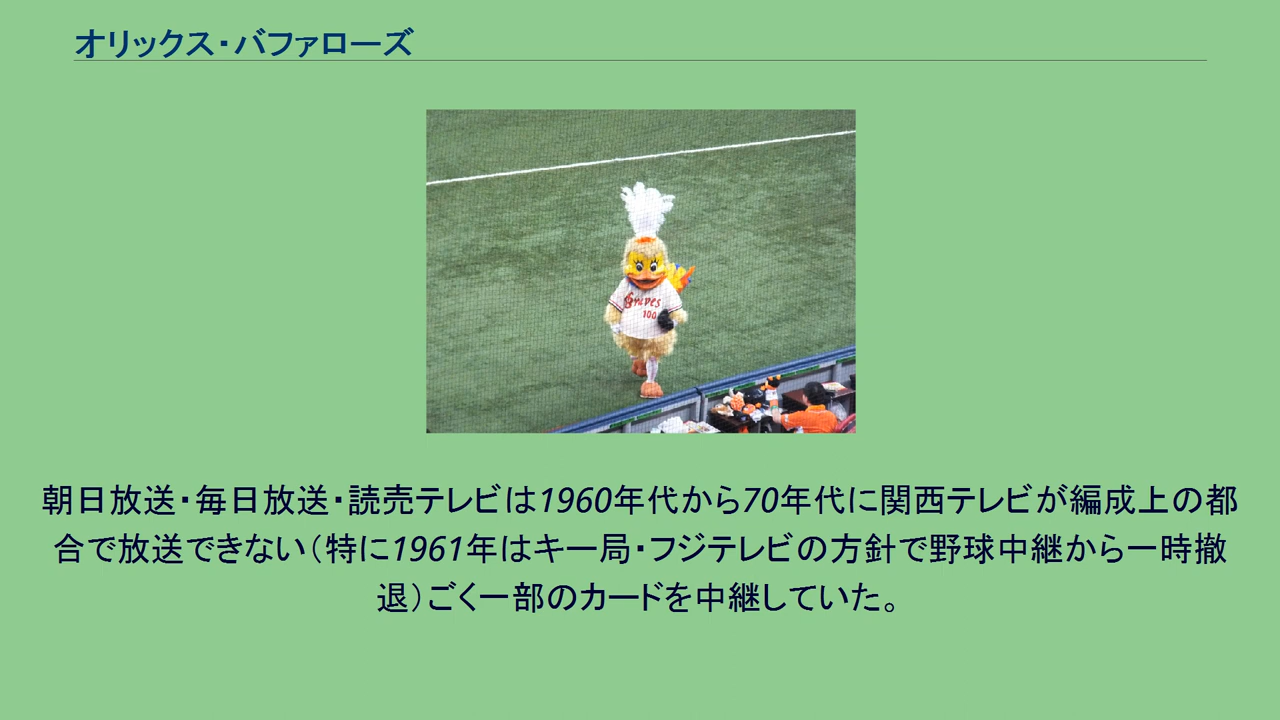 オリックス・バファローズ
Braves
100
朝日放送・毎日放送・読売テレビは1960年代から70年代に関西テレビが編成上の都
合で放送できない（特に1961年はキー局・フジテレビの方針で野球中継から一時撤
退）ごく一部のカードを中継していた。